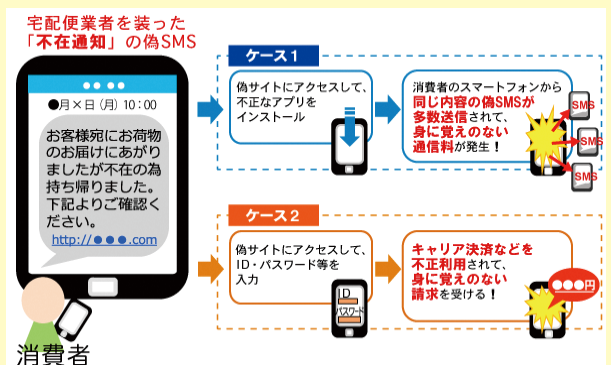 宅配便業者を装った
「不在通知」の偽SMS
●月×日（月）10：00
お客様宛にお荷物
のお届けにあがり
ましたが不在の為
持ち帰りました。
下記よりご確認く
ださい。
http://●●●.com
消費者
ケース1
偽サイトにアクセスして、
不正なアプリを
インストール
消費者のスマートフォンから
同じ内容の偽SMSが
多数送信されて、
身に覚えのない
通信料が発生！
SMS
SMS
SMS
ケース2
偽サイトにアクセスして、
ID・パスワード等を
入力
ID
パスワード
キャリア決済などを
不正利用されて、
身に覚えのない
請求を受ける！
●●●円